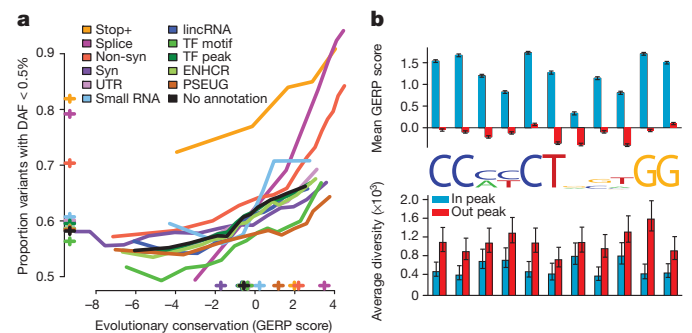 a
Proportion variants with DAF < 0.5%
0.9
0.8
0.7
0.6
0.5
Stop+
Splice
Non-syn
Syn
UTR
Small RNA
lincRNA
TF motif
TF peak
ENHCR
PSEUG
No annotation
−8 −6 −4 −2 0 2 4
Evolutionary conservation (GERP score)
b
Mean GERP score
1.5
1.0
0.5
0.0
CC CT GG
Average diversity (×10³)
2.0
1.6
1.2
0.8
0.4
0
In peak
Out peak